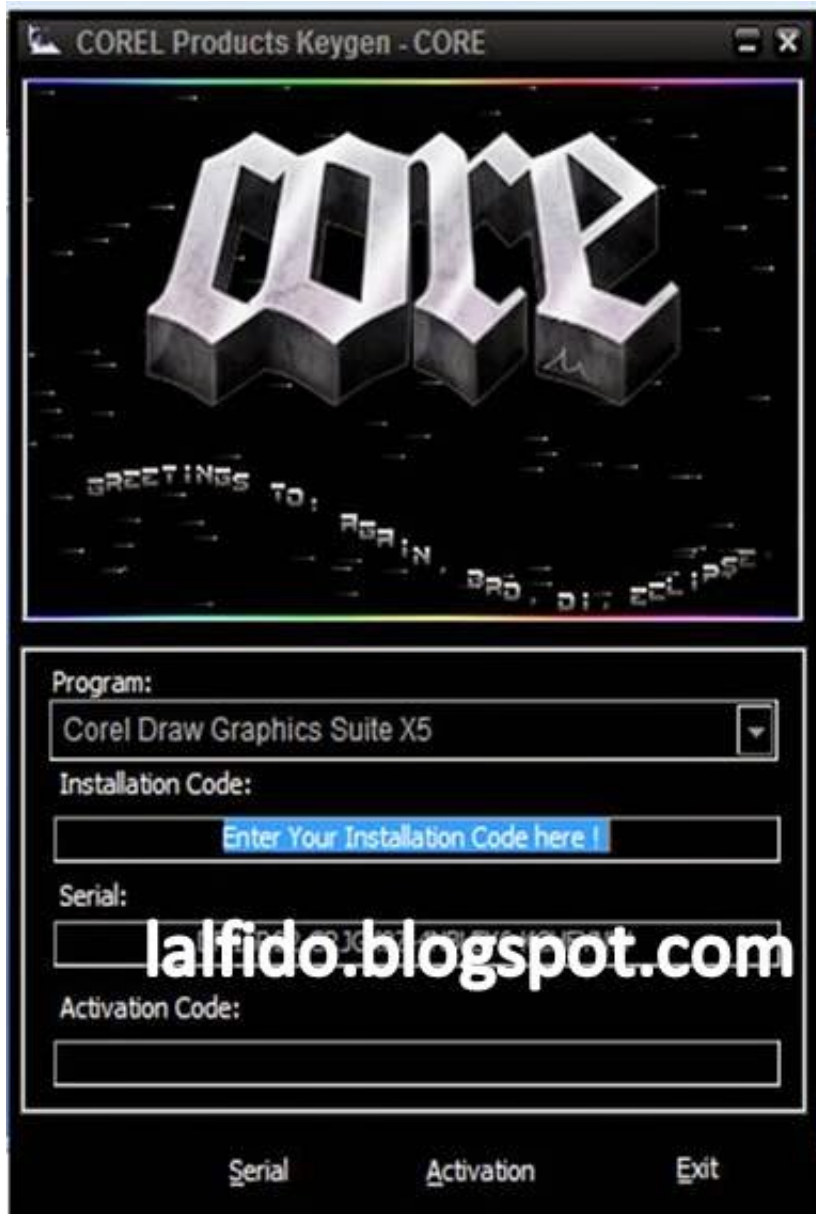 COREL Products Keygen - CORE
core
GREETINGS TO: AGAiN, BRD, Di, ECLiPSE,
Program:
Corel Draw Graphics Suite X5
Installation Code:
Enter Your Installation Code here !
Serial:
lalfido.blogspot.com
Activation Code:
Serial Activation Exit